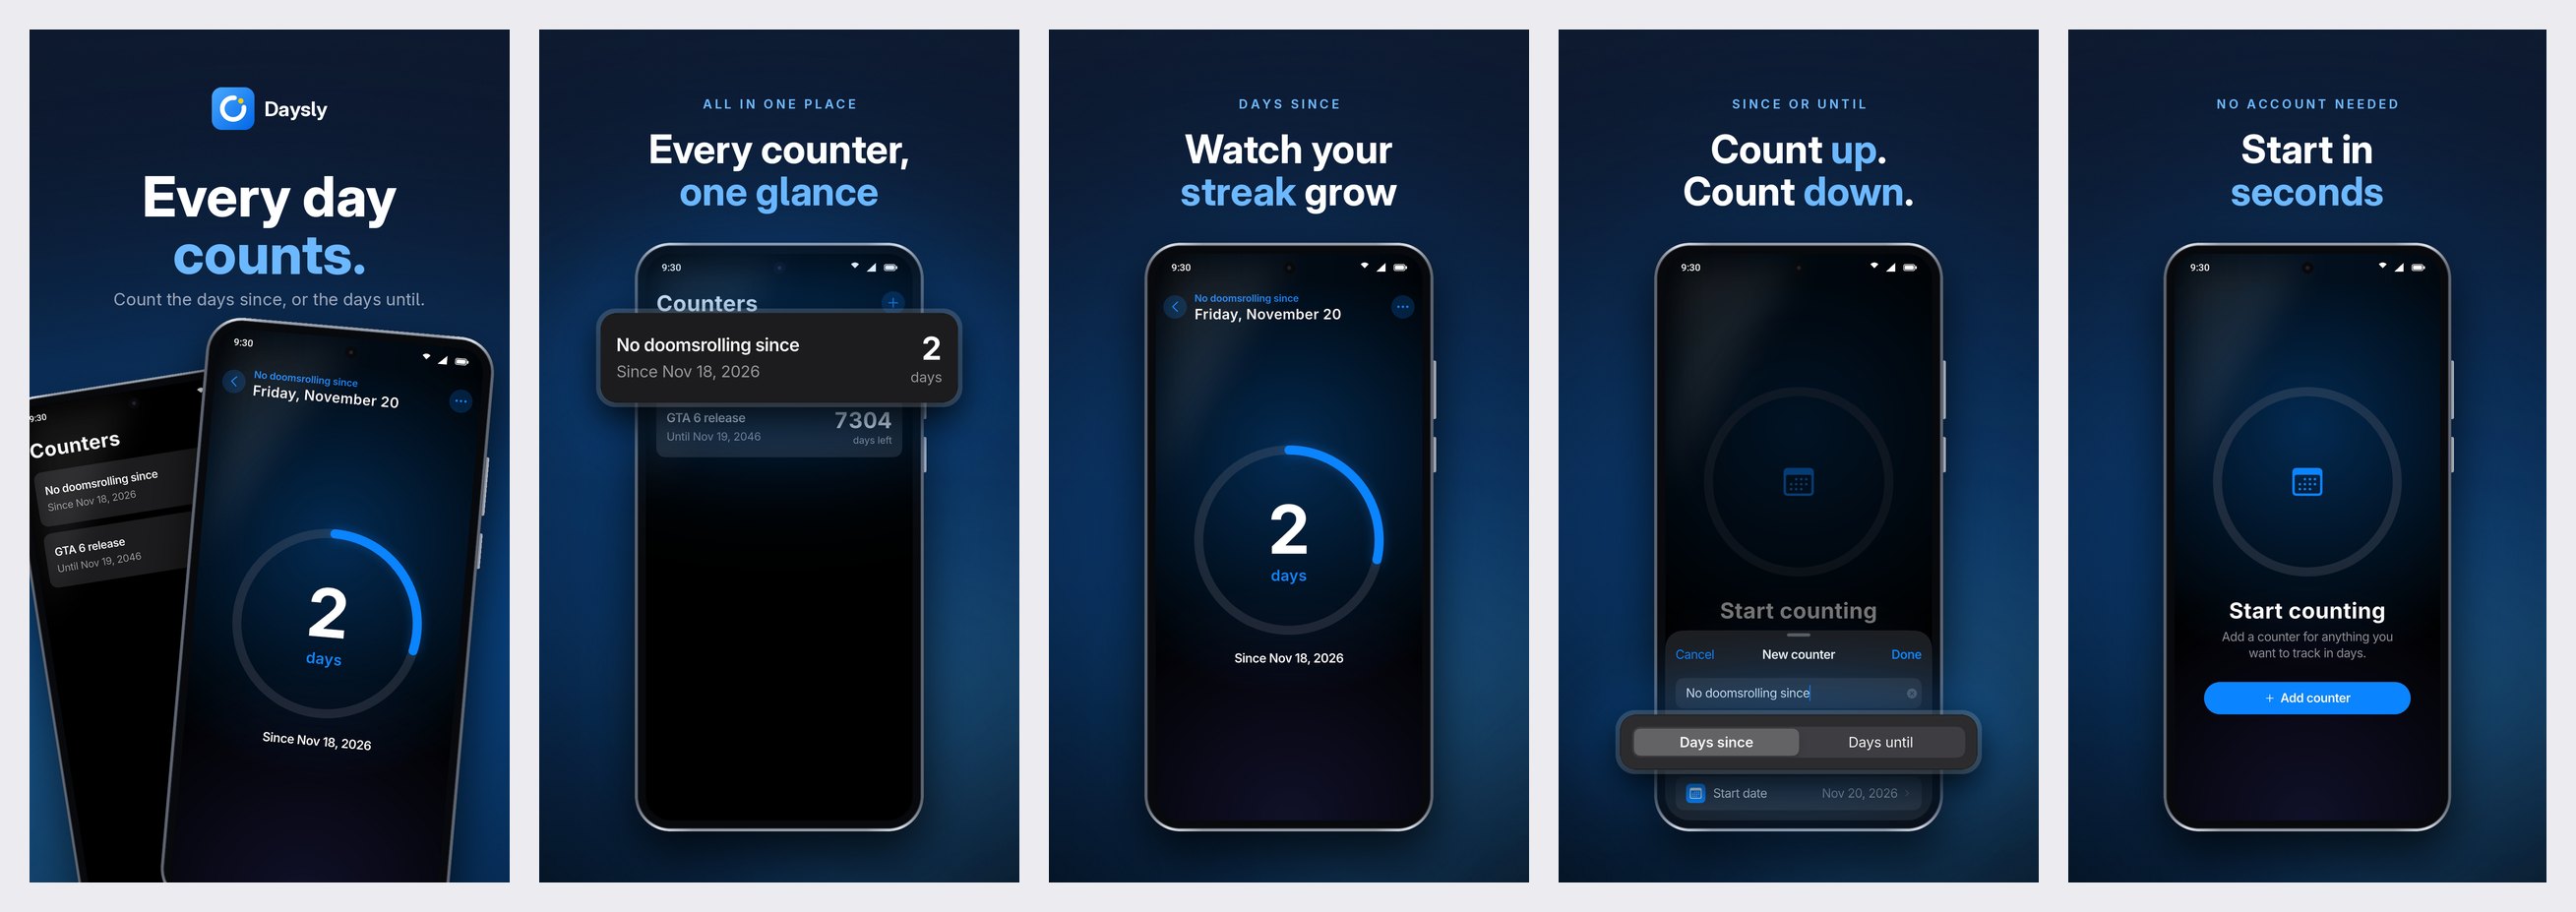 Daysly
Every day
counts.
Count the days since, or the days until.
9:30
Counters
No doomsrolling since
Since Nov 18, 2026
GTA 6 release
Until Nov 19, 2046
9:30
No doomsrolling since
Friday, November 20
2
days
Since Nov 18, 2026
ALL IN ONE PLACE
Every counter,
one glance
9:30
Counters
No doomsrolling since
2
Since Nov 18, 2026
days
GTA 6 release
7304
Until Nov 19, 2046
days left
DAYS SINCE
Watch your
streak grow
9:30
No doomsrolling since
Friday, November 20
2
days
Since Nov 18, 2026
SINCE OR UNTIL
Count up.
Count down.
9:30
Start counting
Cancel New counter Done
No doomsrolling since
Days since Days until
Start date Nov 20, 2026
NO ACCOUNT NEEDED
Start in
seconds
9:30
Start counting
Add a counter for anything you
want to track in days.
+ Add counter